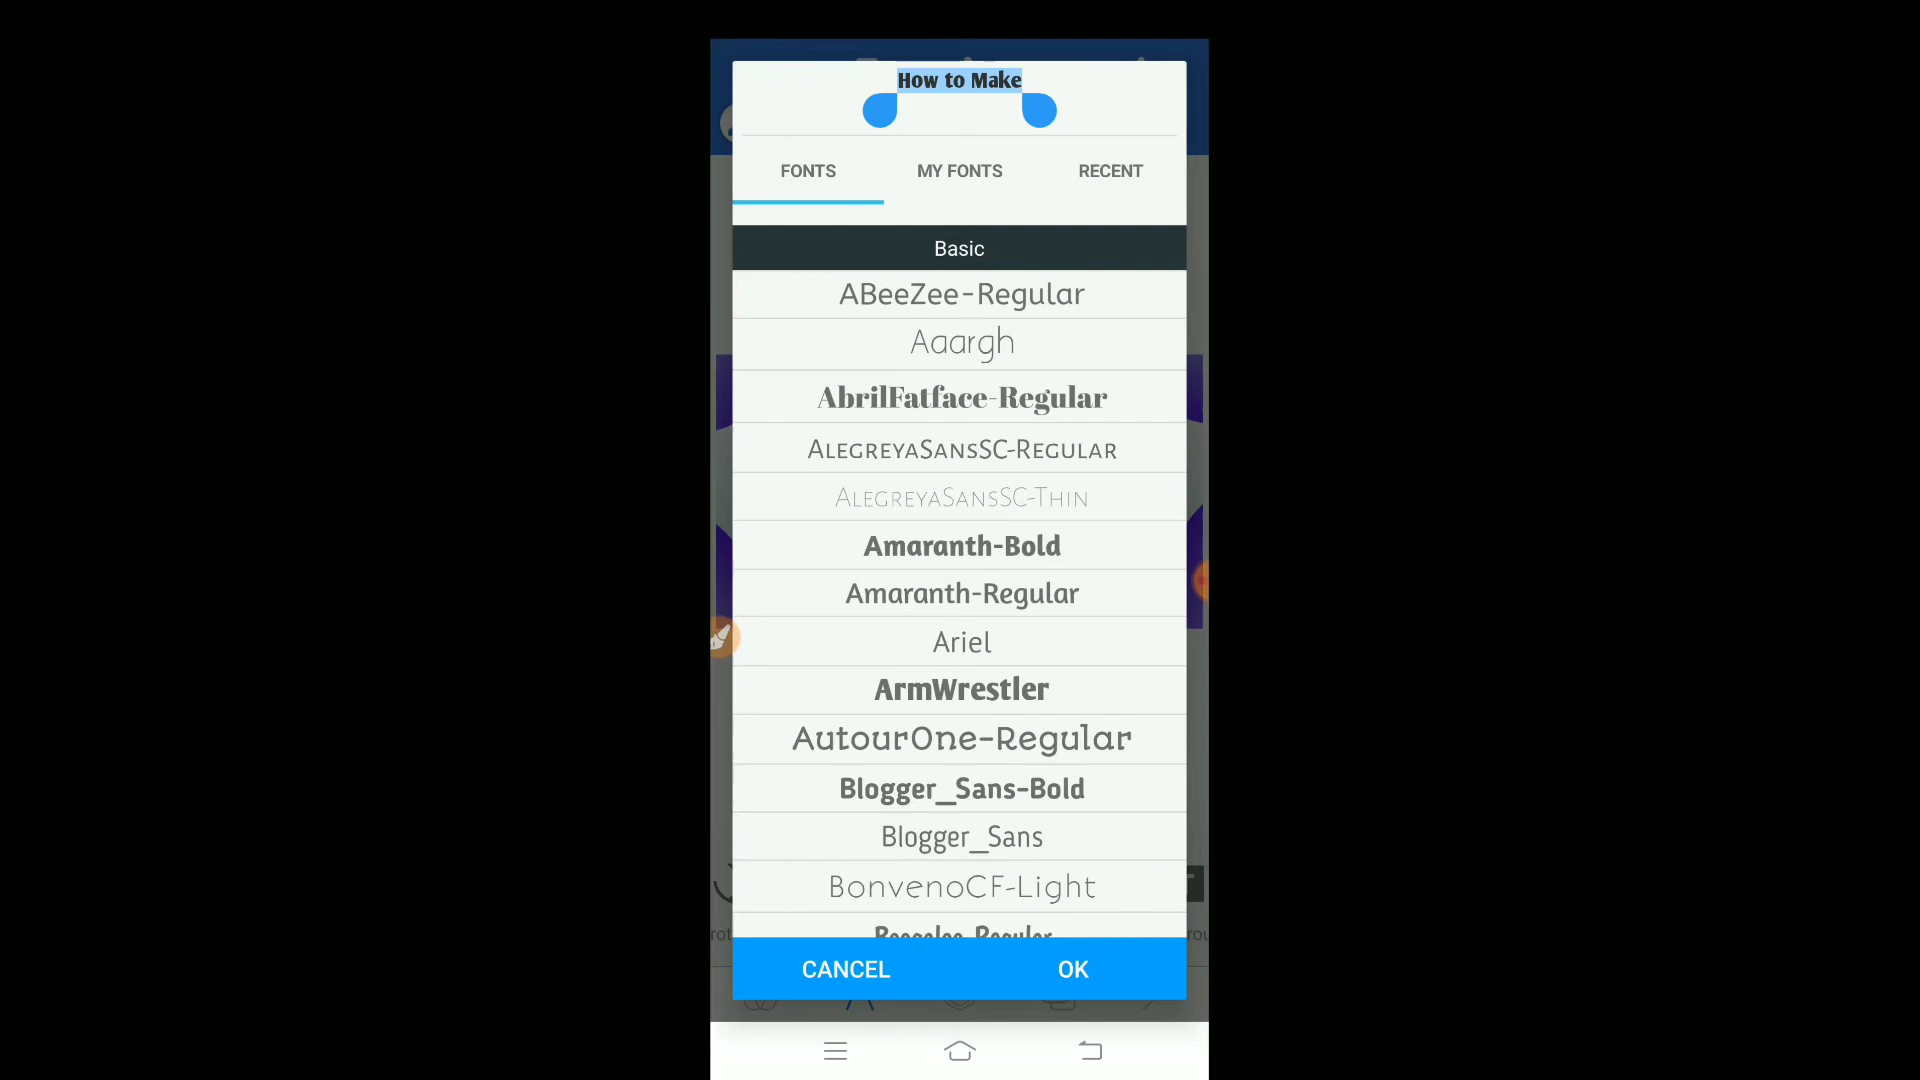 How to Make
FONTS MY FONTS RECENT
Basic
ABeeZee-Regular
Aaargh
AbrilFatface-Regular
AlegreyaSansSC-Regular
AlegreyaSansSC-Thin
Amaranth-Bold
Amaranth-Regular
Ariel
ArmWrestler
AutourOne-Regular
Blogger_Sans-Bold
Blogger_Sans
BonvenoCF-Light
CANCEL OK